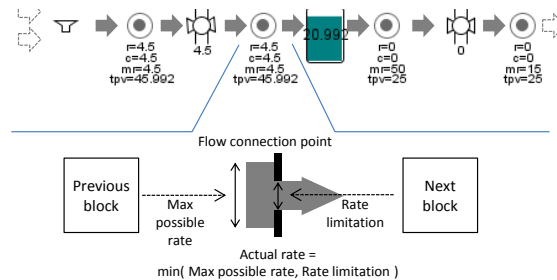 20.992
r=4.5
c=4.5
mr=4.5
tpv=45.992
4.5
r=4.5
c=4.5
mr=4.5
tpv=45.992
r=0
c=0
mr=50
tpv=25
0
r=0
c=0
mr=15
tpv=25
Flow connection point
Previous
block
Max
possible
rate
Rate
limitation
Next
block
Actual rate =
min( Max possible rate, Rate limitation )